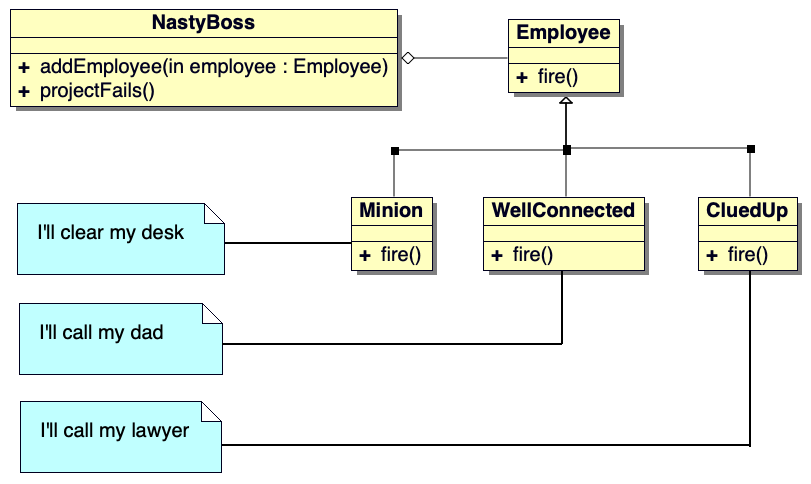 NastyBoss
+ addEmployee(in employee : Employee)
+ projectFails()
Employee
+ fire()
Minion
+ fire()
WellConnected
+ fire()
CluedUp
+ fire()
I'll clear my desk
I'll call my dad
I'll call my lawyer